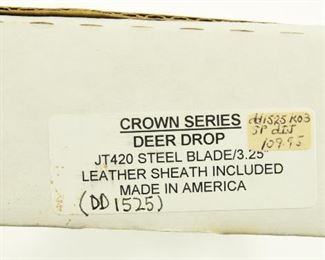 CROWN SERIES
DEER DROP
JT420 STEEL BLADE/3.25"
LEATHER SHEATH INCLUDED
MADE IN AMERICA
(DD1525)
109.95